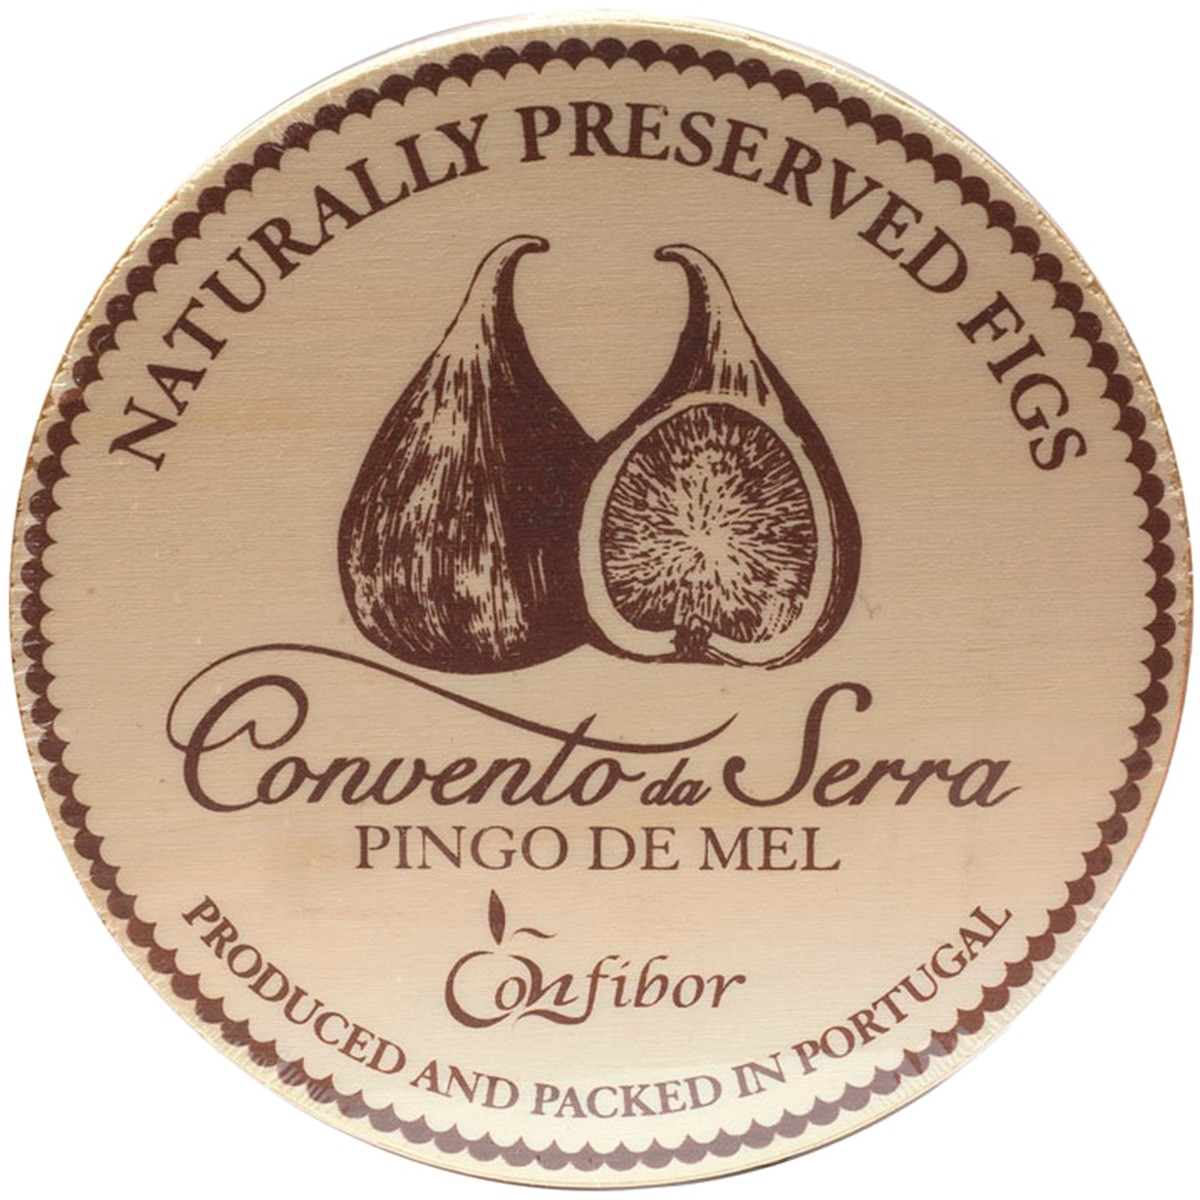 NATURALLY PRESERVED FIGS
Convento da Serra
PINGO DE MEL
Confibor
PRODUCED AND PACKED IN PORTUGAL